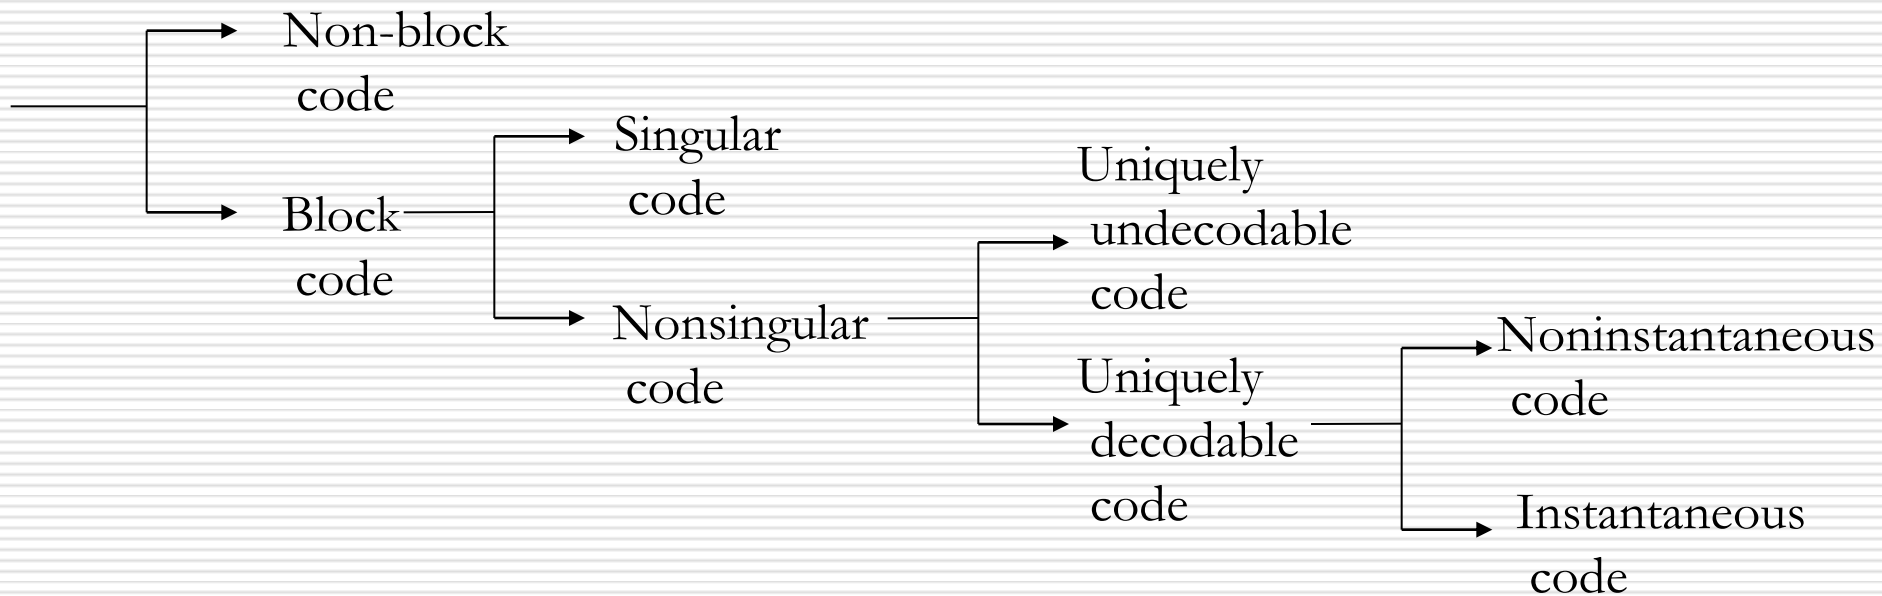 Non-block
code
Block
code
Singular
code
Nonsingular
code
Uniquely
undecodable
code
Uniquely
decodable
code
Noninstantaneous
code
Instantaneous
code